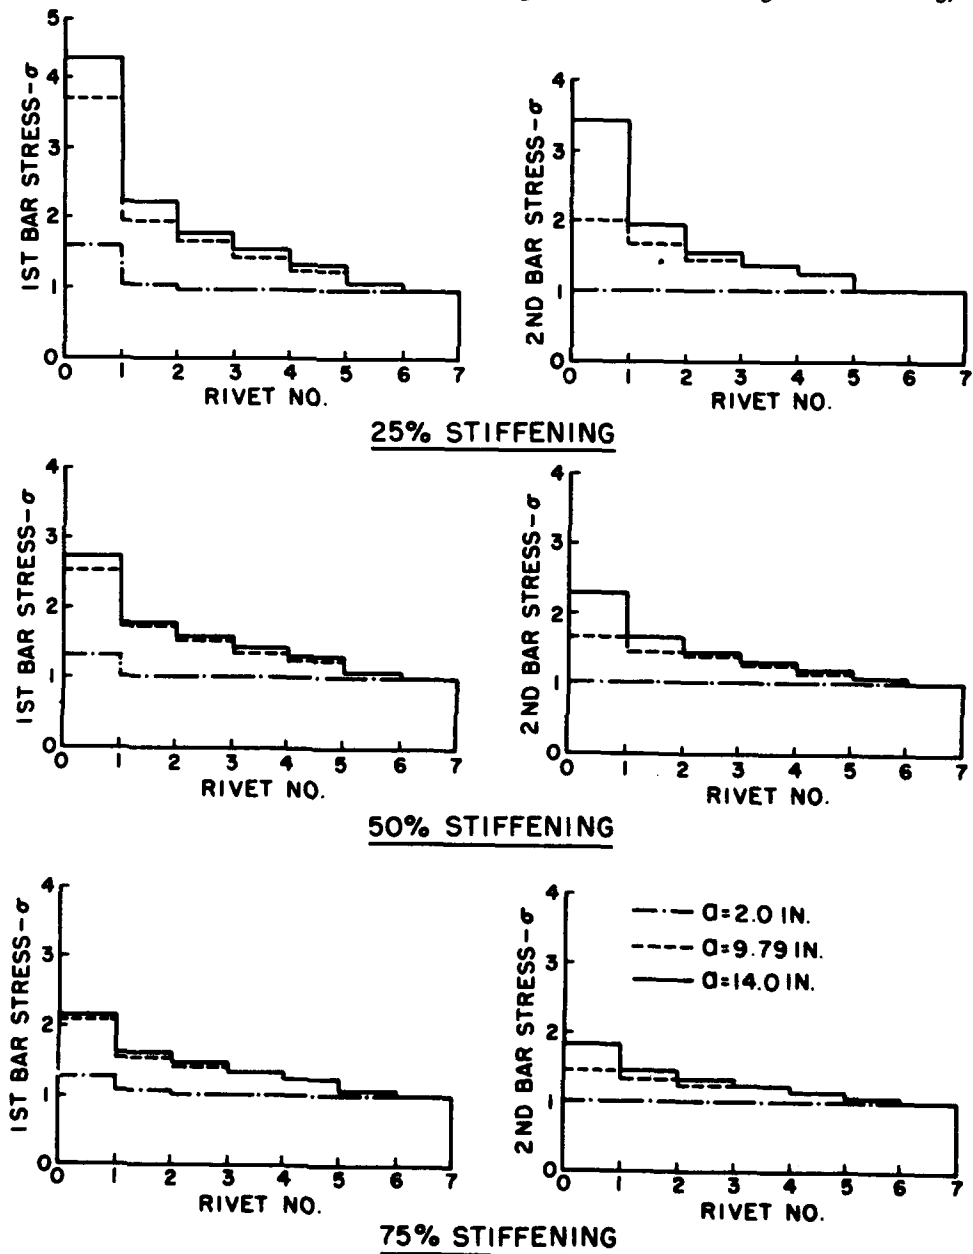 1ST BAR STRESS-σ
5
4
3
2
1
0
0 1 2 3 4 5 6 7
RIVET NO.
2ND BAR STRESS-σ
4
3
2
1
0
0 1 2 3 4 5 6 7
RIVET NO.
25% STIFFENING
1ST BAR STRESS-σ
4
3
2
1
0
0 1 2 3 4 5 6 7
RIVET NO.
2ND BAR STRESS-σ
4
3
2
1
0
0 1 2 3 4 5 6 7
RIVET NO.
50% STIFFENING
1ST BAR STRESS-σ
4
3
2
1
0
0 1 2 3 4 5 6 7
RIVET NO.
2ND BAR STRESS-σ
4
3
2
1
0
0 1 2 3 4 5 6 7
RIVET NO.
a=2.0 IN.
a=9.79 IN.
a=14.0 IN.
75% STIFFENING